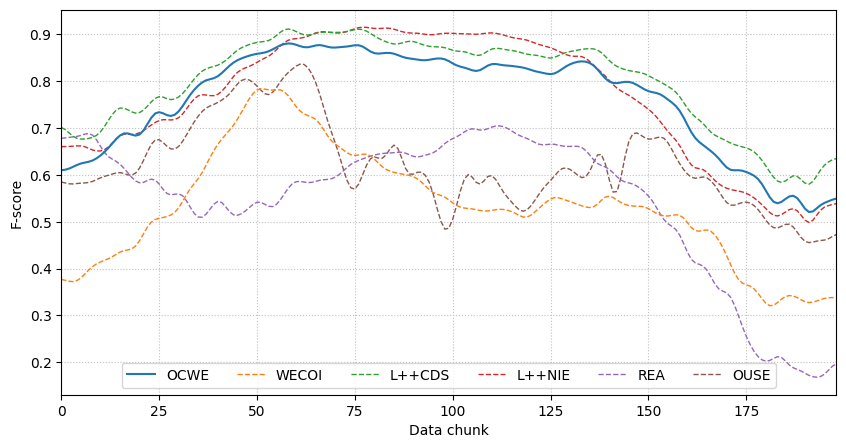 F-score
0.9
0.8
0.7
0.6
0.5
0.4
0.3
0.2
OCWE WECOI L++CDS L++NIE REA OUSE
0 25 50 75 100 125 150 175
Data chunk